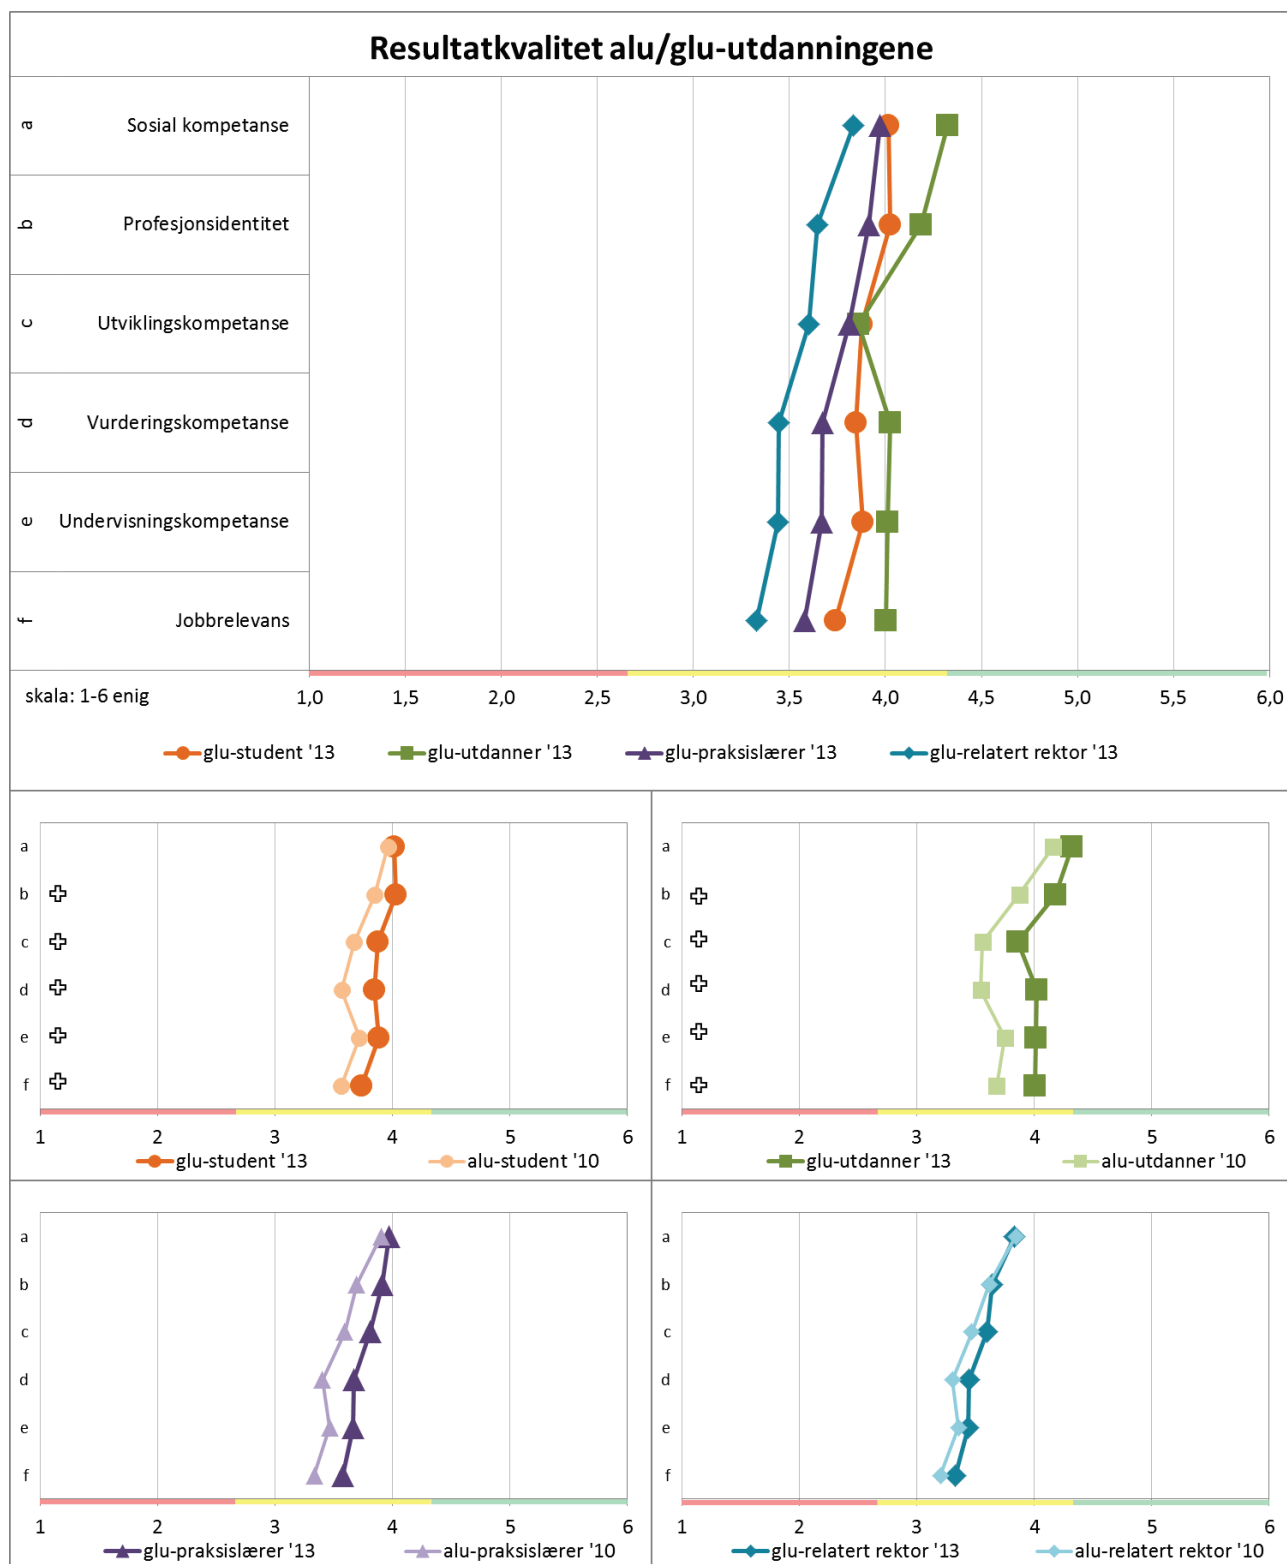 Resultatkvalitet alu/glu-utdanningene
a Sosial kompetanse
b Profesjonsidentitet
c Utviklingskompetanse
d Vurderingskompetanse
e Undervisningskompetanse
f Jobbrelevans
skala: 1-6 enig 1,0 1,5 2,0 2,5 3,0 3,5 4,0 4,5 5,0 5,5 6,0
glu-student '13 glu-utdanner '13 glu-praksislærer '13 glu-relatert rektor '13
a
b
c
d
e
f
1 2 3 4 5 6
glu-student '13 alu-student '10
a
b
c
d
e
f
1 2 3 4 5 6
glu-utdanner '13 alu-utdanner '10
a
b
c
d
e
f
1 2 3 4 5 6
glu-praksislærer '13 alu-praksislærer '10
a
b
c
d
e
f
1 2 3 4 5 6
glu-relatert rektor '13 alu-relatert rektor '10